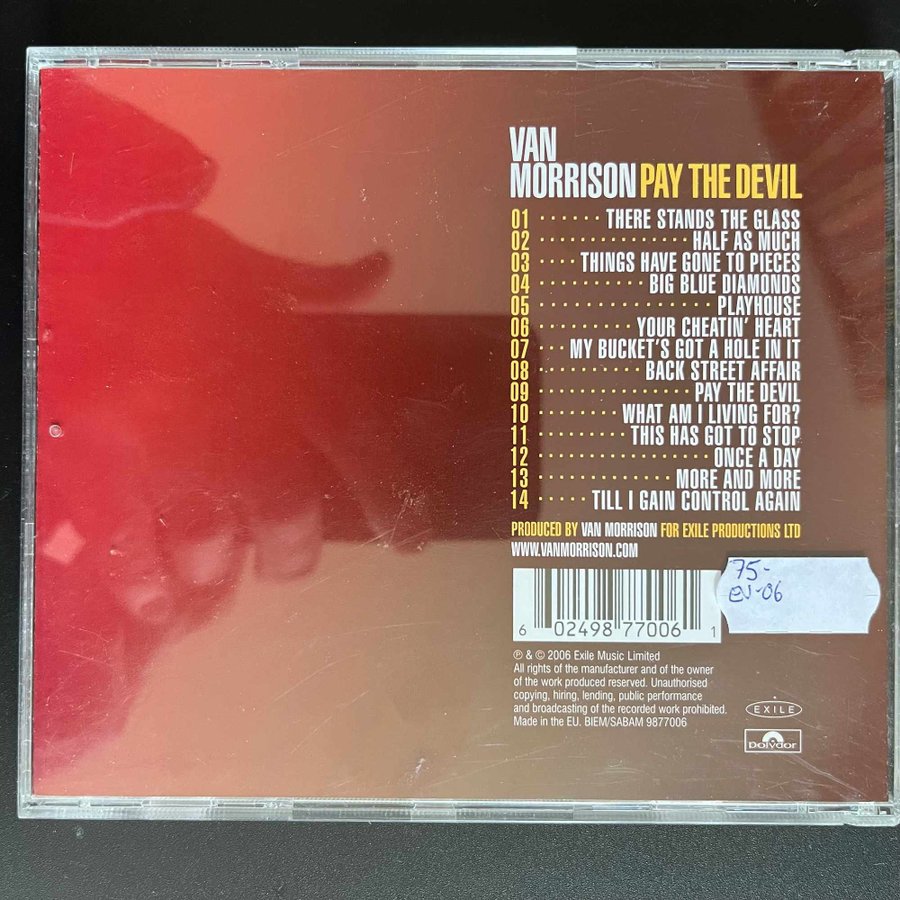 VAN
MORRISON PAY THE DEVIL
01 · · · · · · THERE STANDS THE GLASS
02 · · · · · · · · · · · · · · · HALF AS MUCH
03 · · · · THINGS HAVE GONE TO PIECES
04 · · · · · · · · · · · BIG BLUE DIAMONDS
05 · · · · · · · · · · · · · · · · · PLAYHOUSE
06 · · · · · · · · · YOUR CHEATIN' HEART
07 · · · MY BUCKET'S GOT A HOLE IN IT
08 · · · · · · · · · · BACK STREET AFFAIR
09 · · · · · · · · · · · · · · · PAY THE DEVIL
10 · · · · · · · · WHAT AM I LIVING FOR?
11 · · · · · · · · · THIS HAS GOT TO STOP
12 · · · · · · · · · · · · · · · · · ONCE A DAY
13 · · · · · · · · · · · · · MORE AND MORE
14 · · · · · TILL I GAIN CONTROL AGAIN
PRODUCED BY VAN MORRISON FOR EXILE PRODUCTIONS LTD
WWW.VANMORRISON.COM
75-
EN-06
6 02498 77006 1
℗ & © 2006 Exile Music Limited
All rights of the manufacturer and of the owner
of the work produced reserved. Unauthorised
copying, hiring, lending, public performance
and broadcasting of the recorded work prohibited.
Made in the EU. BIEM/SABAM 9877006
EXILE
Polydor